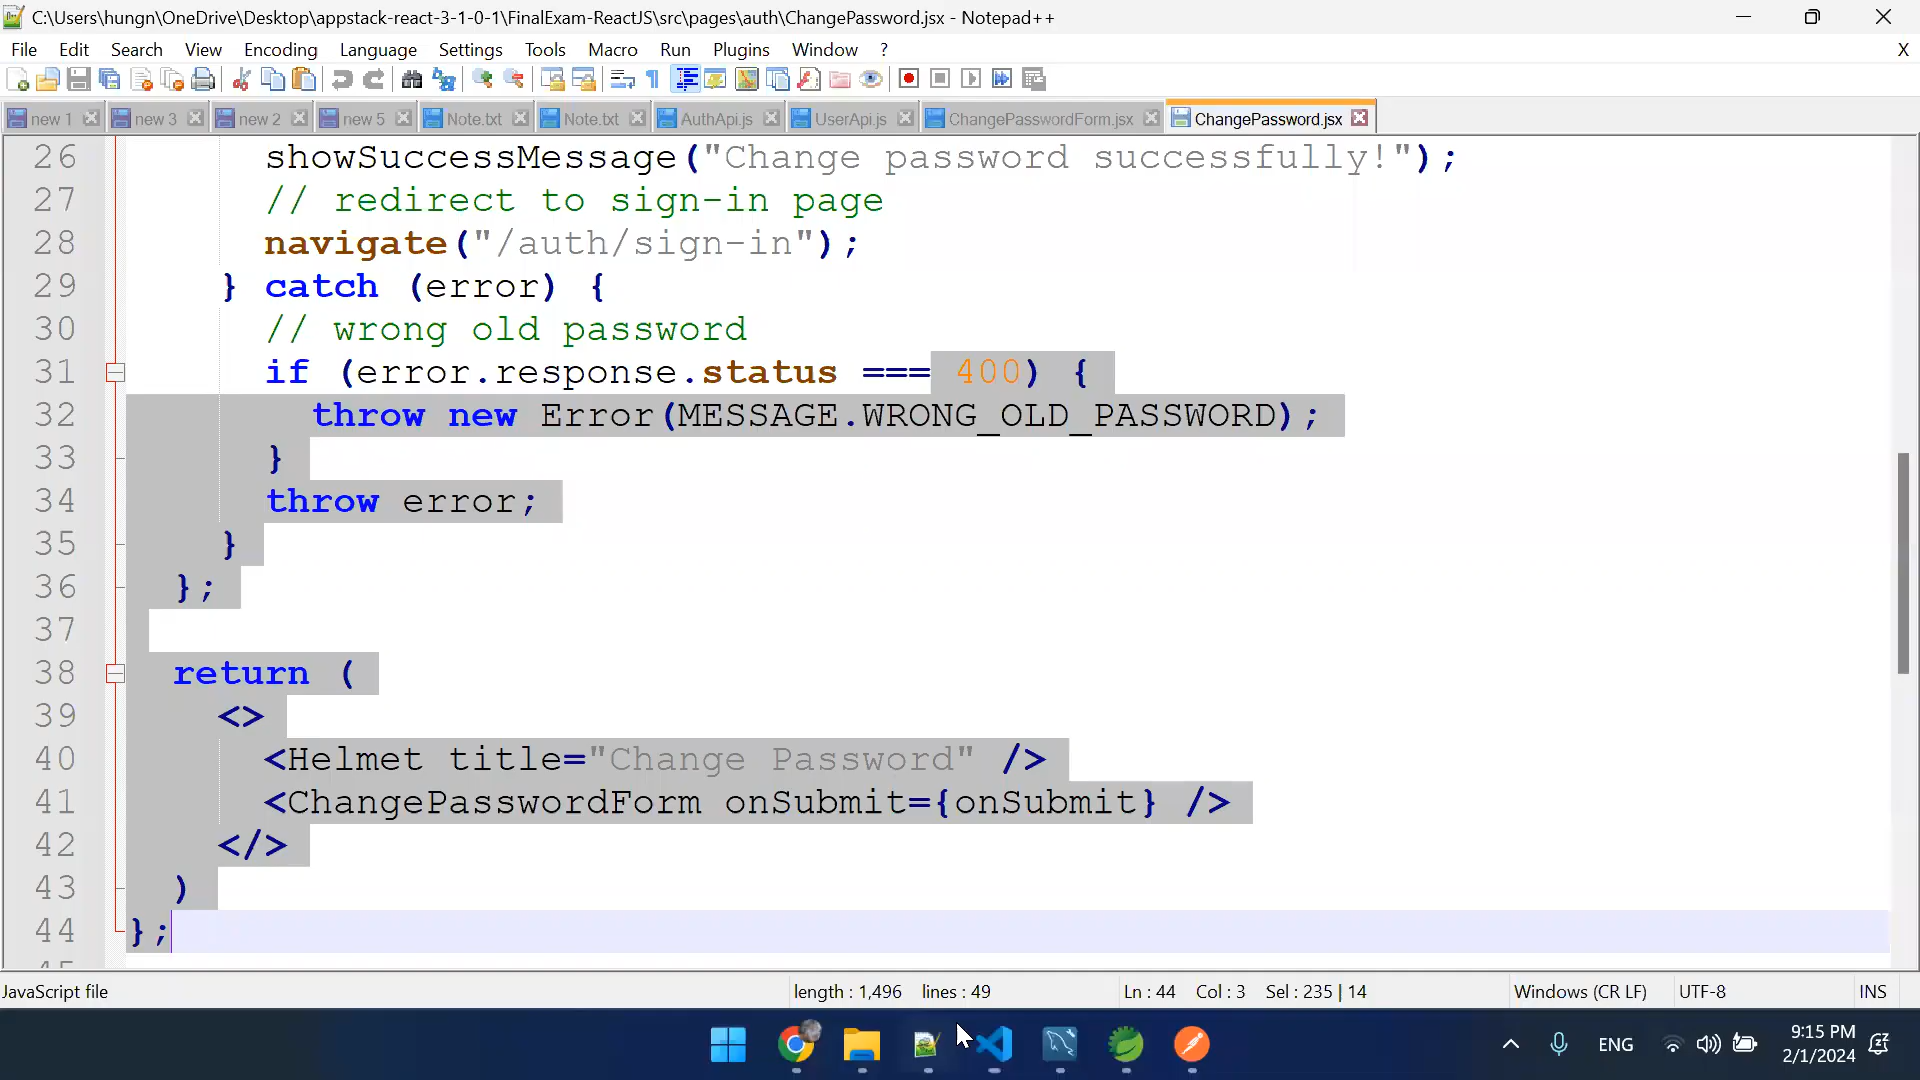 C:\Users\hungn\OneDrive\Desktop\appstack-react-3-1-0-1\FinalExam-ReactJS\src\pages\auth\ChangePassword.jsx - Notepad++
File Edit Search View Encoding Language Settings Tools Macro Run Plugins Window ? X
new 1 new 3 new 2 new 5 Note.txt Note.txt AuthApi.js UserApi.js ChangePasswordForm.jsx ChangePassword.jsx
26 showSuccessMessage("Change password successfully!");
27 // redirect to sign-in page
28 navigate("/auth/sign-in");
29 } catch (error) {
30 // wrong old password
31 if (error.response.status === 400) {
32 throw new Error(MESSAGE.WRONG_OLD_PASSWORD);
33 }
34 throw error;
35 }
36 };
37
38 return (
39 <>
40 <Helmet title="Change Password" />
41 <ChangePasswordForm onSubmit={onSubmit} />
42 </>
43 )
44 };
45
JavaScript file length : 1,496 lines : 49 Ln : 44 Col : 3 Sel : 235 | 14 Windows (CR LF) UTF-8 INS
ENG 9:15 PM
2/1/2024